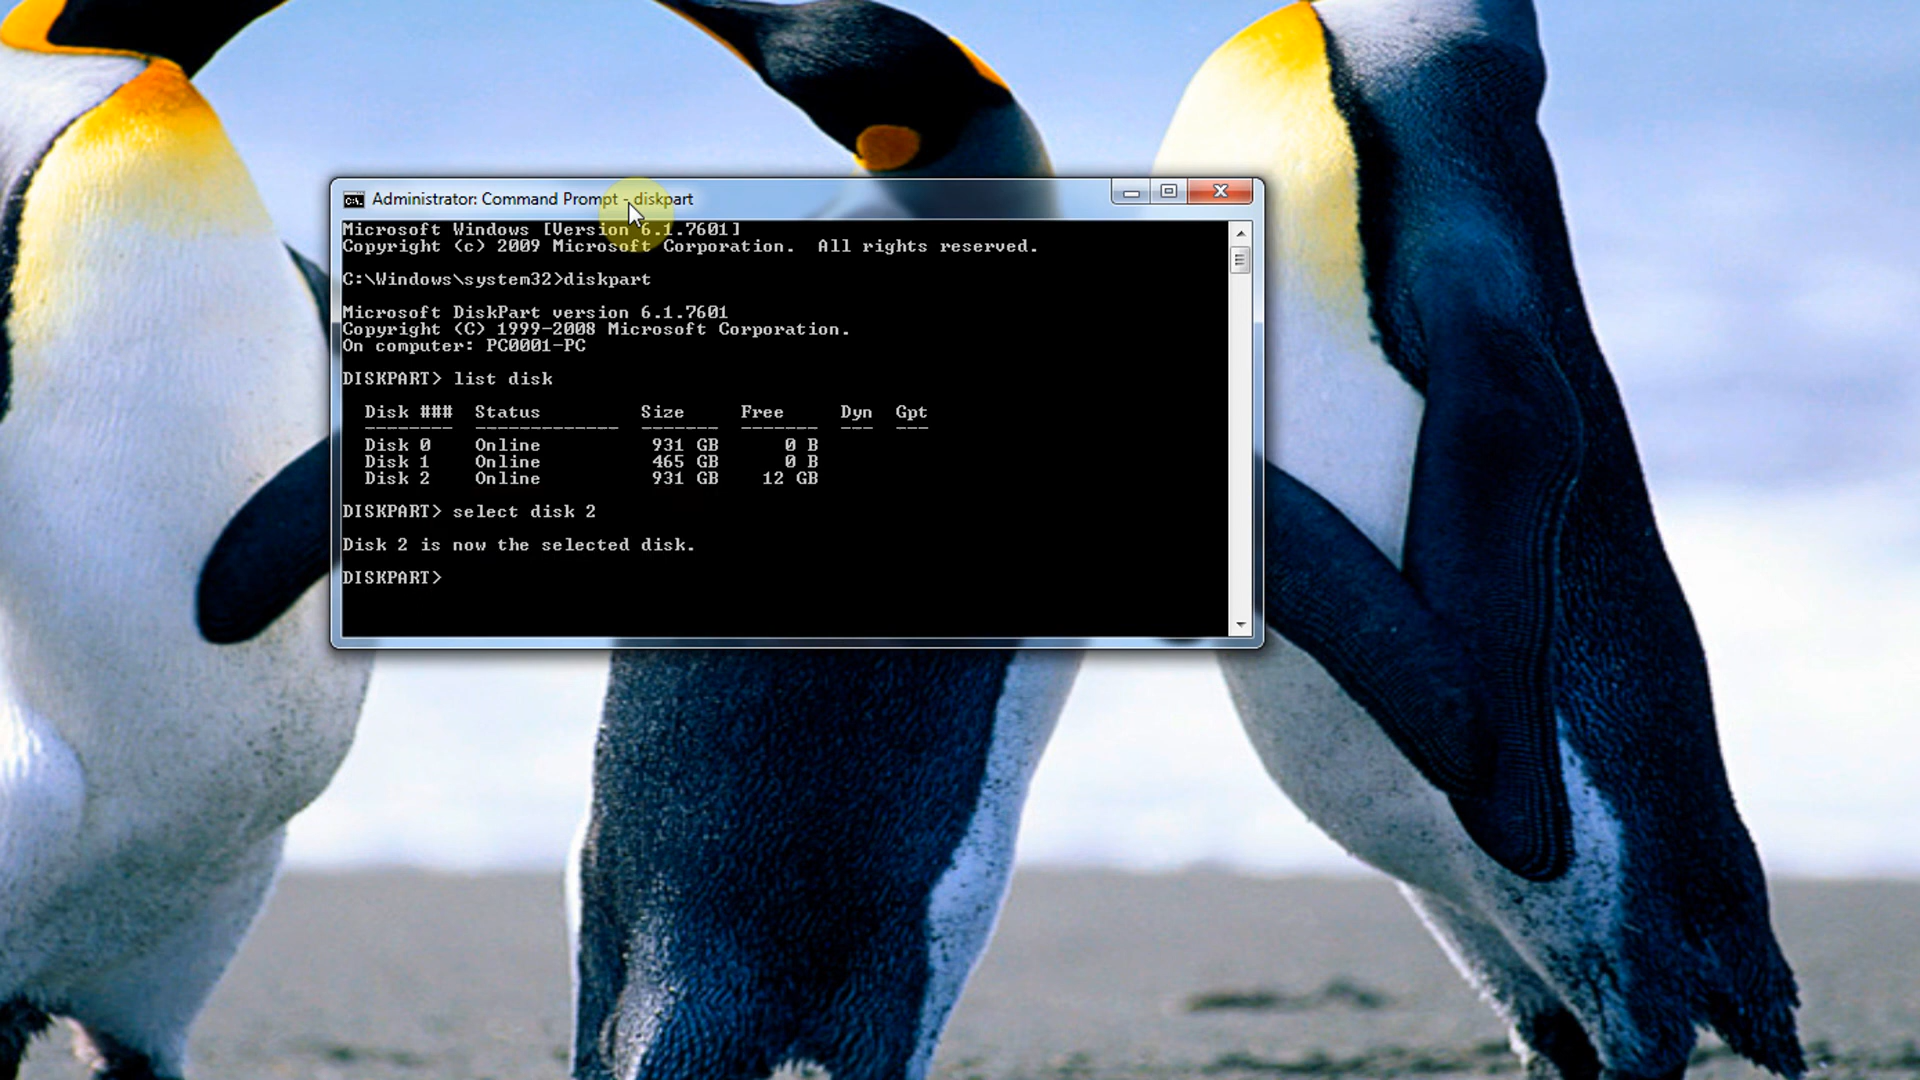 Administrator: Command Prompt - diskpart
Microsoft Windows [Version 6.1.7601]
Copyright (c) 2009 Microsoft Corporation.  All rights reserved.
C:\Windows\system32>diskpart
Microsoft DiskPart version 6.1.7601
Copyright (C) 1999-2008 Microsoft Corporation.
On computer: PC0001-PC
DISKPART> list disk
Disk ###  Status         Size     Free     Dyn  Gpt
--------  -------------  -------  -------  ---  ---
Disk 0    Online          931 GB      0 B
Disk 1    Online          465 GB      0 B
Disk 2    Online          931 GB    12 GB
DISKPART> select disk 2
Disk 2 is now the selected disk.
DISKPART>